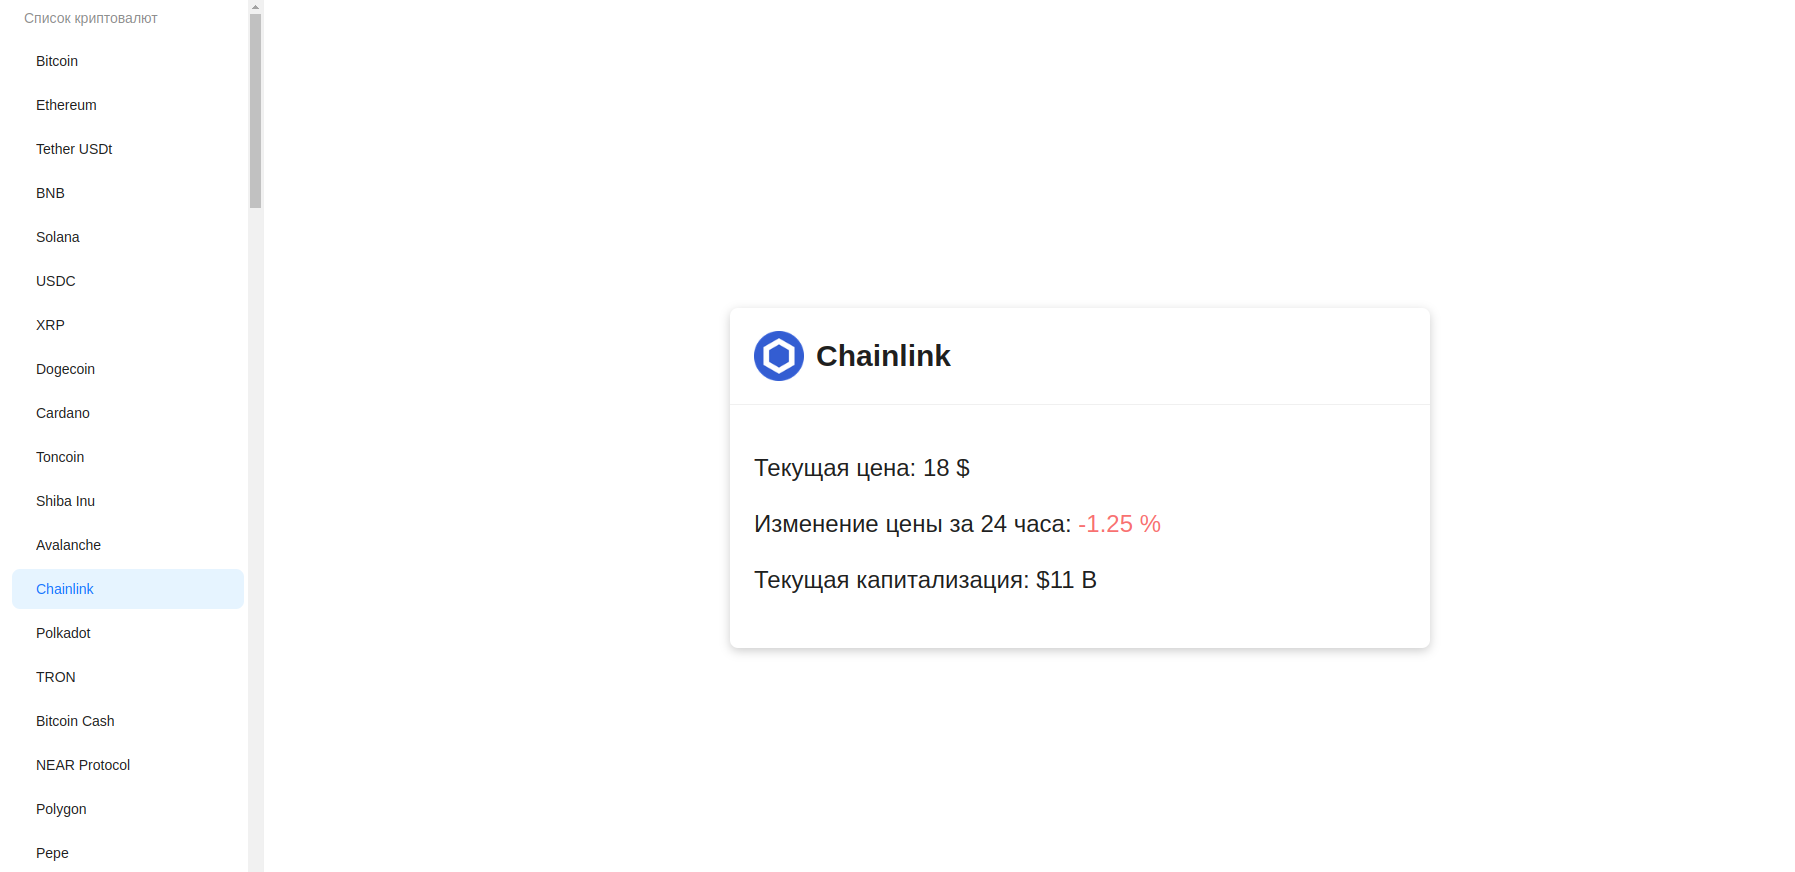 Список криптовалют
Bitcoin
Ethereum
Tether USDt
BNB
Solana
USDC
XRP
Dogecoin
Cardano
Toncoin
Shiba Inu
Avalanche
Chainlink
Polkadot
TRON
Bitcoin Cash
NEAR Protocol
Polygon
Pepe
Chainlink
Текущая цена: 18 $
Изменение цены за 24 часа: -1.25 %
Текущая капитализация: $11 B